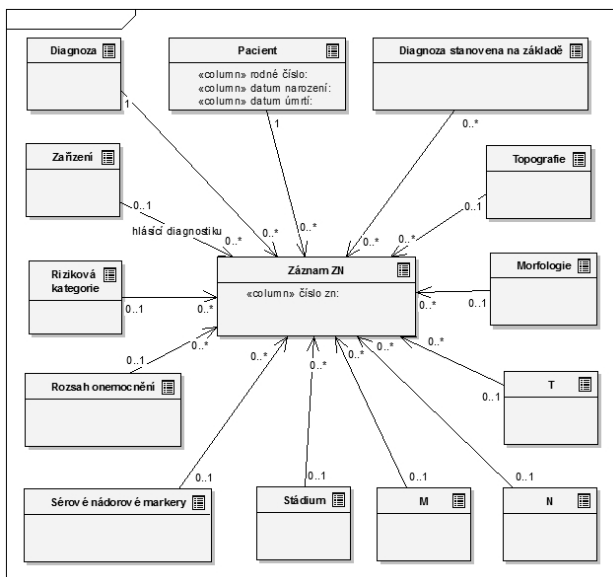 Diagnoza
Pacient
«column» rodné číslo:
«column» datum narození:
«column» datum úmrtí:
Diagnoza stanovena na základě
1
1
0..*
Zařízení
Topografie
0..1
hlásící diagnostiku
0..1
0..*
0..*
0..*
0..*
0..*
Záznam ZN
«column» číslo zn:
Riziková
kategorie
Morfologie
0..1
0..*
0..*
0..1
0..*
0..*
0..*
0..*
0..*
0..*
0..1
Rozsah onemocnění
T
0..1
0..1
0..1
0..1
0..1
Sérové nádorové markery
Stádium
M
N